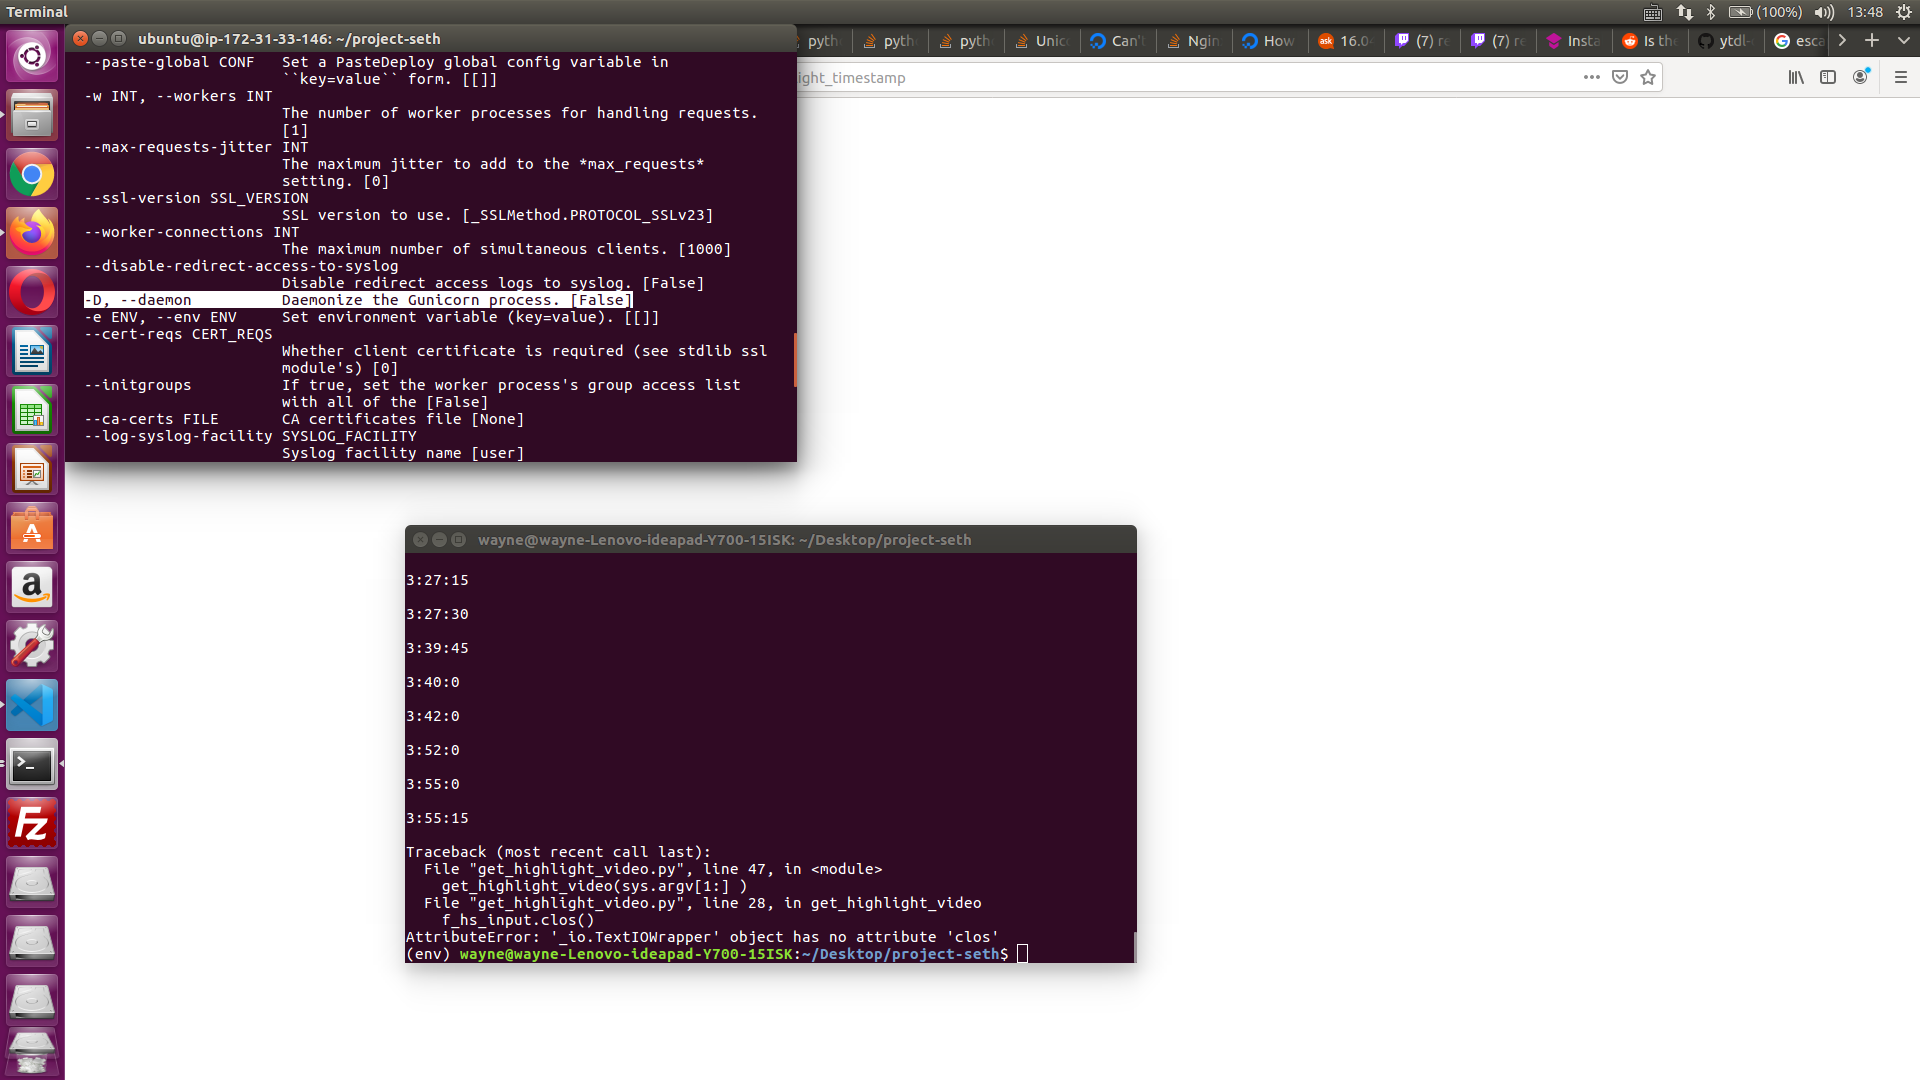 Terminal
(100%)
13:48
ubuntu@ip-172-31-33-146: ~/project-seth
pyth
pyth
pyth
Unic
Can't
Ngin
How
16.0
(7) re
(7) re
Insta
Is the
ytdl-
esca
ight_timestamp
--paste-global CONF   Set a PasteDeploy global config variable in
``key=value`` form. [[]]
-w INT, --workers INT
The number of worker processes for handling requests.
[1]
--max-requests-jitter INT
The maximum jitter to add to the *max_requests*
setting. [0]
--ssl-version SSL_VERSION
SSL version to use. [_SSLMethod.PROTOCOL_SSLv23]
--worker-connections INT
The maximum number of simultaneous clients. [1000]
--disable-redirect-access-to-syslog
Disable redirect access logs to syslog. [False]
-D, --daemon          Daemonize the Gunicorn process. [False]
-e ENV, --env ENV     Set environment variable (key=value). [[]]
--cert-reqs CERT_REQS
Whether client certificate is required (see stdlib ssl
module's) [0]
--initgroups          If true, set the worker process's group access list
with all of the [False]
--ca-certs FILE       CA certificates file [None]
--log-syslog-facility SYSLOG_FACILITY
Syslog facility name [user]
wayne@wayne-Lenovo-ideapad-Y700-15ISK: ~/Desktop/project-seth
3:27:15
3:27:30
3:39:45
3:40:0
3:42:0
3:52:0
3:55:0
3:55:15
Traceback (most recent call last):
File "get_highlight_video.py", line 47, in <module>
get_highlight_video(sys.argv[1:] )
File "get_highlight_video.py", line 28, in get_highlight_video
f_hs_input.clos()
AttributeError: '_io.TextIOWrapper' object has no attribute 'clos'
(env) wayne@wayne-Lenovo-ideapad-Y700-15ISK:~/Desktop/project-seth$